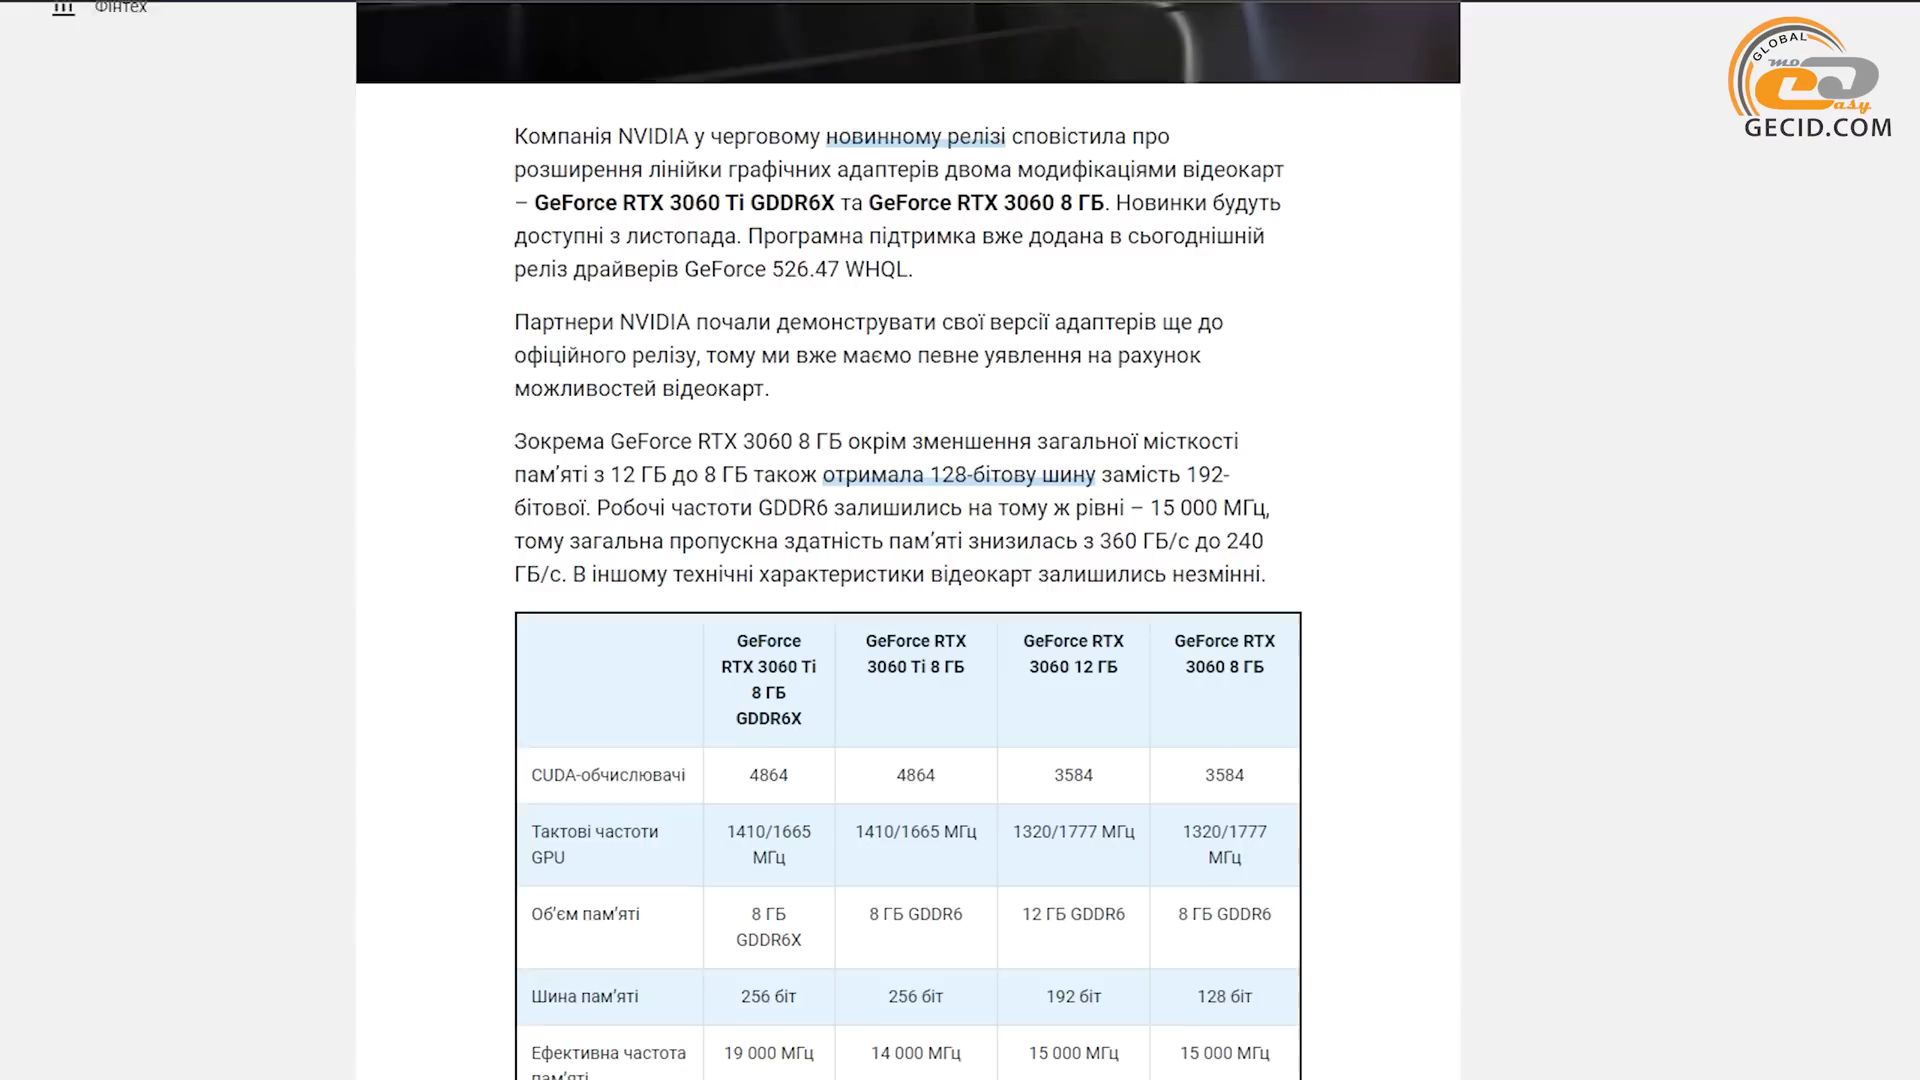 Фінтех
GLOBAL
mo
easy
GECID.COM
Компанія NVIDIA у черговому новинному релізі сповістила про
розширення лінійки графічних адаптерів двома модифікаціями відеокарт
– GeForce RTX 3060 Ti GDDR6X та GeForce RTX 3060 8 ГБ. Новинки будуть
доступні з листопада. Програмна підтримка вже додана в сьогоднішній
реліз драйверів GeForce 526.47 WHQL.
Партнери NVIDIA почали демонструвати свої версії адаптерів ще до
офіційного релізу, тому ми вже маємо певне уявлення на рахунок
можливостей відеокарт.
Зокрема GeForce RTX 3060 8 ГБ окрім зменшення загальної місткості
пам’яті з 12 ГБ до 8 ГБ також отримала 128-бітову шину замість 192-
бітової. Робочі частоти GDDR6 залишились на тому ж рівні – 15 000 МГц,
тому загальна пропускна здатність пам’яті знизилась з 360 ГБ/с до 240
ГБ/с. В іншому технічні характеристики відеокарт залишились незмінні.
GeForce RTX 3060 Ti 8 ГБ GDDR6X GeForce RTX 3060 Ti 8 ГБ GeForce RTX 3060 12 ГБ GeForce RTX 3060 8 ГБ
CUDA-обчислювачі 4864 4864 3584 3584
Тактові частоти GPU 1410/1665 МГц 1410/1665 МГц 1320/1777 МГц 1320/1777 МГц
Об’єм пам’яті 8 ГБ GDDR6X 8 ГБ GDDR6 12 ГБ GDDR6 8 ГБ GDDR6
Шина пам’яті 256 біт 256 біт 192 біт 128 біт
Ефективна частота пам’яті 19 000 МГц 14 000 МГц 15 000 МГц 15 000 МГц